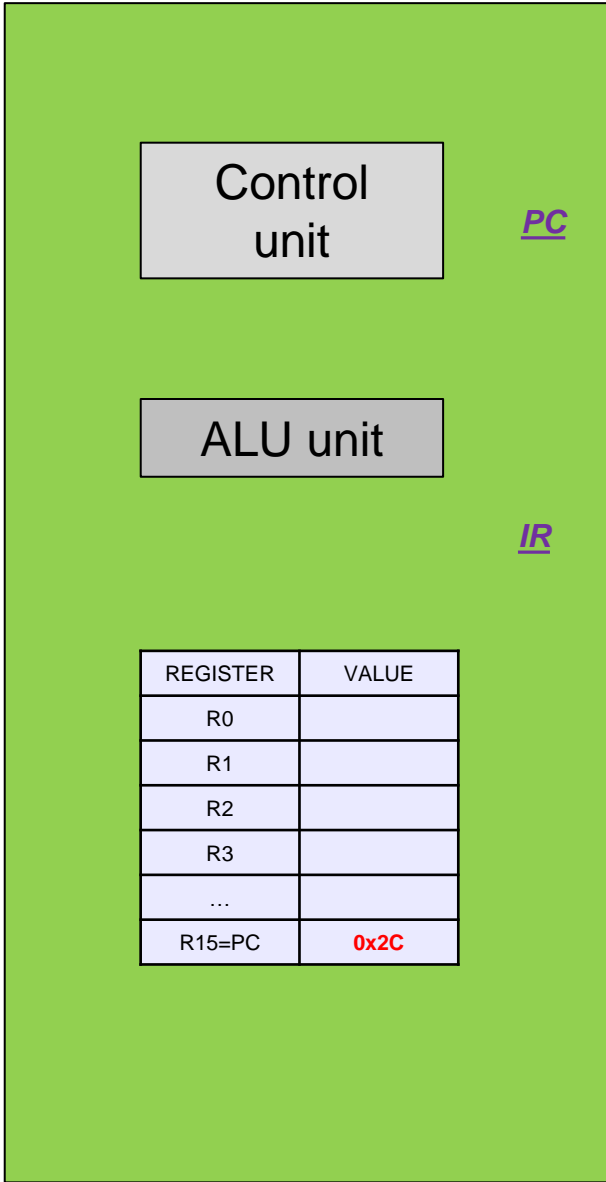 Control
unit
PC
ALU unit
IR
REGISTER VALUE
R0
R1
R2
R3
…
R15=PC 0x2C